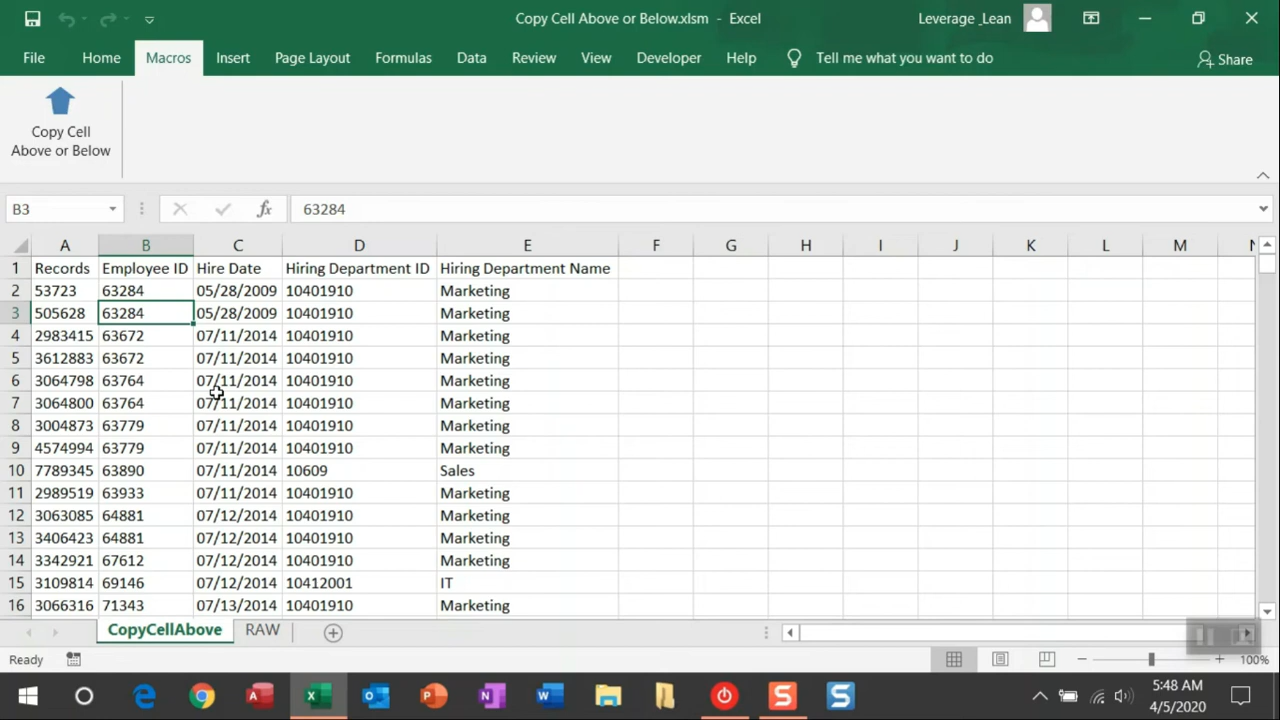 Copy Cell Above or Below.xlsm - Excel
Leverage_Lean
File Home Macros Insert Page Layout Formulas Data Review View Developer Help Tell me what you want to do Share
Copy Cell
Above or Below
B3 fx 63284
A B C D E F G H I J K L M N
1 Records Employee ID Hire Date Hiring Department ID Hiring Department Name
2 53723 63284 05/28/2009 10401910 Marketing
3 505628 63284 05/28/2009 10401910 Marketing
4 2983415 63672 07/11/2014 10401910 Marketing
5 3612883 63672 07/11/2014 10401910 Marketing
6 3064798 63764 07/11/2014 10401910 Marketing
7 3064800 63764 07/11/2014 10401910 Marketing
8 3004873 63779 07/11/2014 10401910 Marketing
9 4574994 63779 07/11/2014 10401910 Marketing
10 7789345 63890 07/11/2014 10609 Sales
11 2989519 63933 07/11/2014 10401910 Marketing
12 3063085 64881 07/12/2014 10401910 Marketing
13 3406423 64881 07/12/2014 10401910 Marketing
14 3342921 67612 07/12/2014 10401910 Marketing
15 3109814 69146 07/12/2014 10412001 IT
16 3066316 71343 07/13/2014 10401910 Marketing
CopyCellAbove RAW
Ready 100%
5:48 AM
4/5/2020